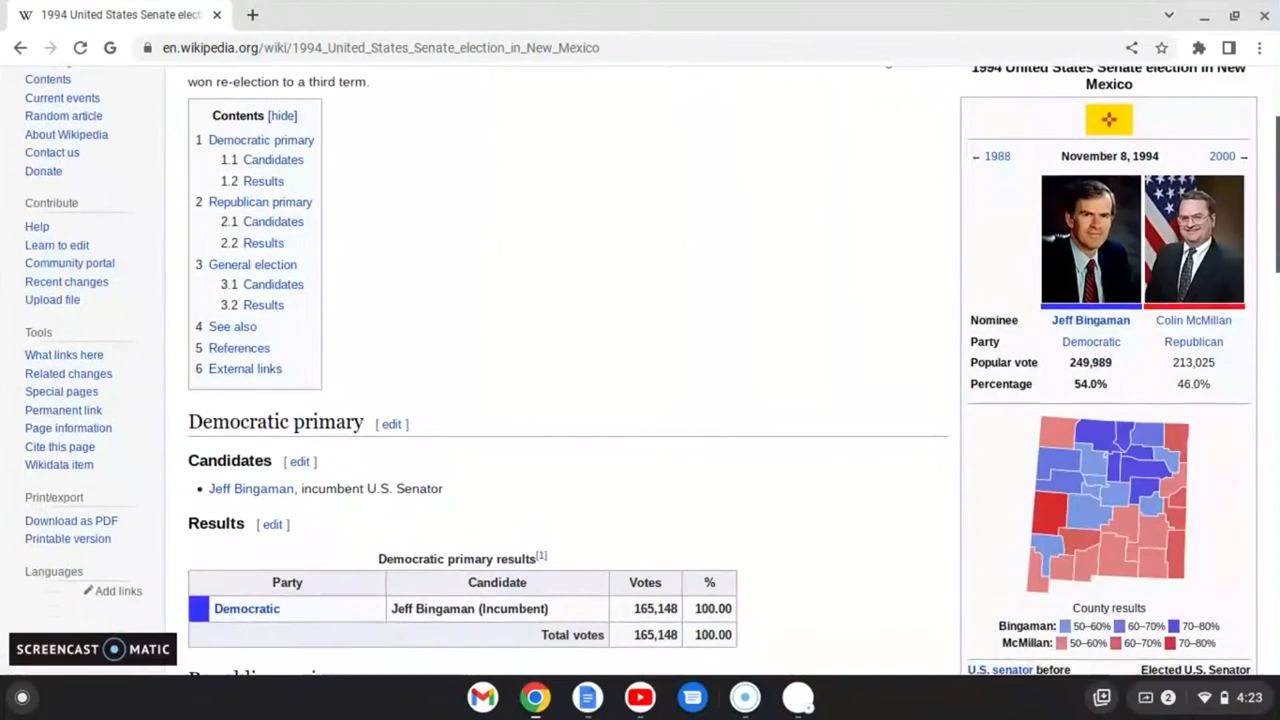 1994 United States Senate elect
en.wikipedia.org/wiki/1994_United_States_Senate_election_in_New_Mexico
Contents
Current events
Random article
About Wikipedia
Contact us
Donate
Contribute
Help
Learn to edit
Community portal
Recent changes
Upload file
Tools
What links here
Related changes
Special pages
Permanent link
Page information
Cite this page
Wikidata item
Print/export
Download as PDF
Printable version
Languages
Add links
won re-election to a third term.
Contents [hide]
1 Democratic primary
1.1 Candidates
1.2 Results
2 Republican primary
2.1 Candidates
2.2 Results
3 General election
3.1 Candidates
3.2 Results
4 See also
5 References
6 External links
Democratic primary [ edit ]
Candidates [ edit ]
• Jeff Bingaman, incumbent U.S. Senator
Results [ edit ]
Democratic primary results[1]
Party Candidate Votes %
Democratic Jeff Bingaman (Incumbent) 165,148 100.00
Total votes 165,148 100.00
1994 United States Senate election in New
Mexico
← 1988 November 8, 1994 2000 →
Nominee Jeff Bingaman Colin McMillan
Party Democratic Republican
Popular vote 249,989 213,025
Percentage 54.0% 46.0%
County results
Bingaman: 50–60% 60–70% 70–80%
McMillan: 50–60% 60–70% 70–80%
U.S. senator before Elected U.S. Senator
SCREENCAST MATIC
2 4:23